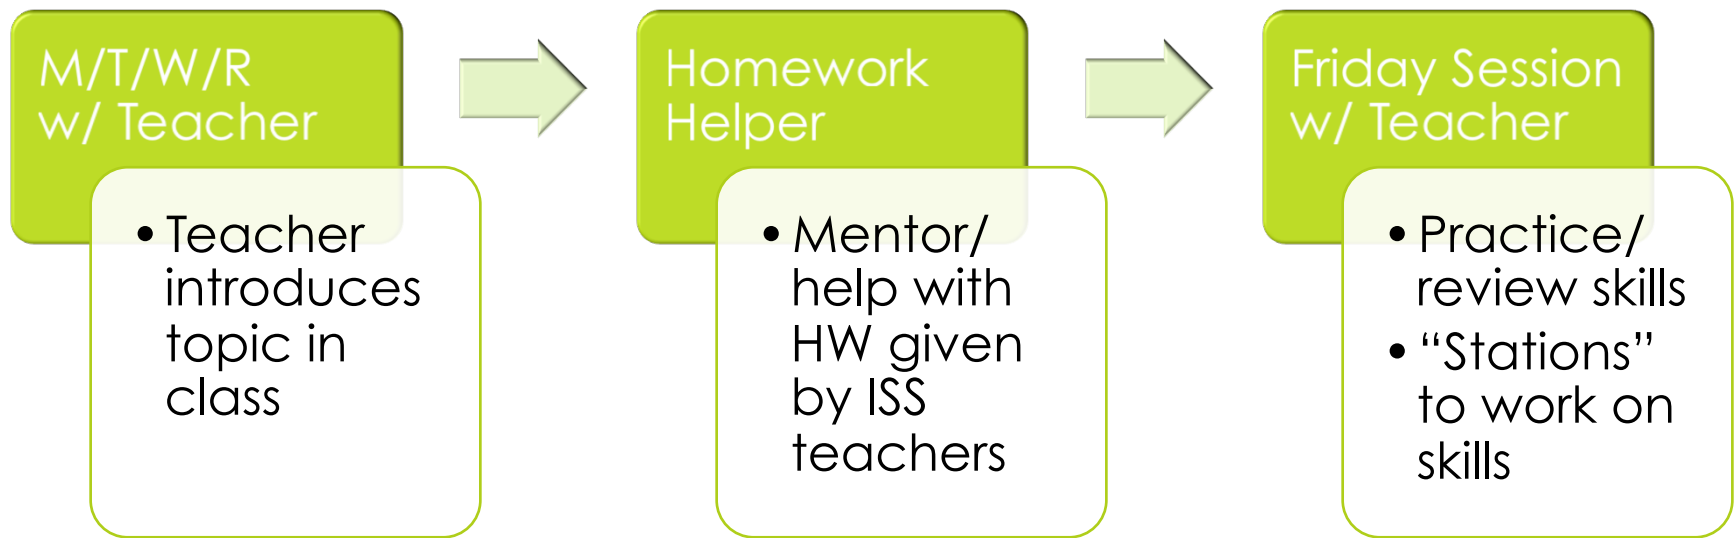 M/T/W/R
w/ Teacher
• Teacher
introduces
topic in
class
Homework
Helper
• Mentor/
help with
HW given
by ISS
teachers
Friday Session
w/ Teacher
• Practice/
review skills
• “Stations”
to work on
skills